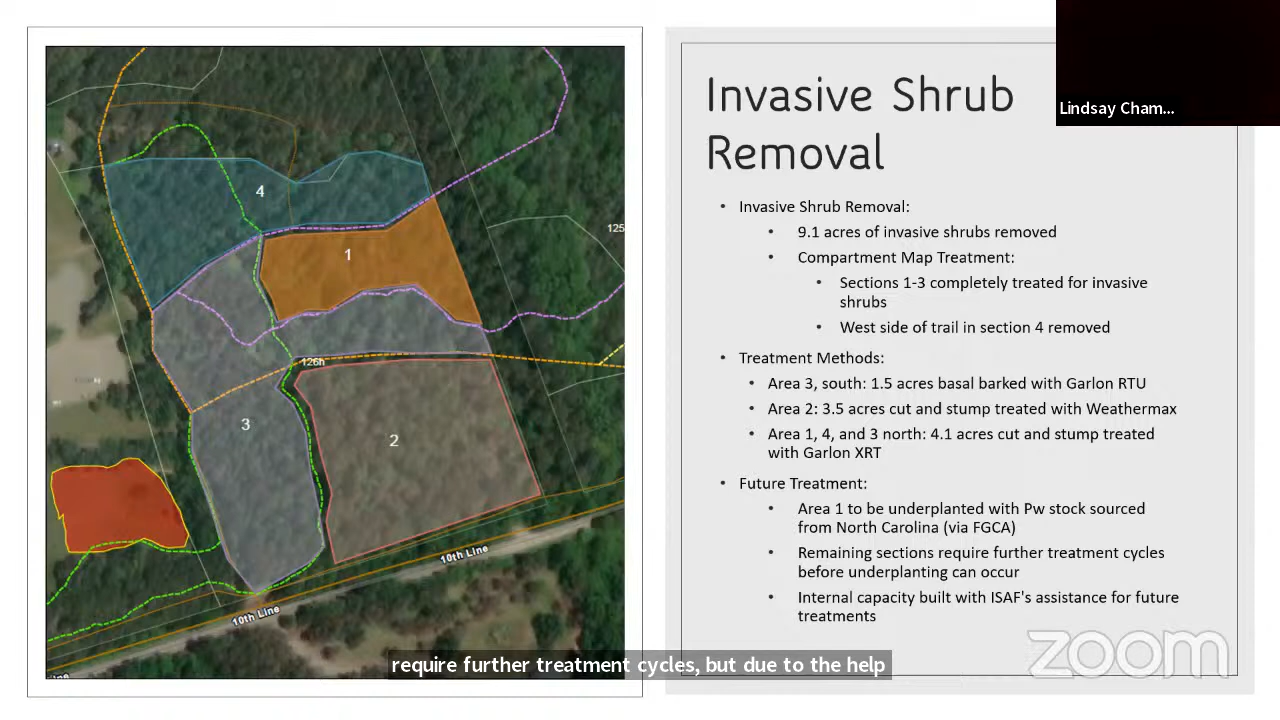 Lindsay Cham...
Invasive Shrub
Removal
• Invasive Shrub Removal:
• 9.1 acres of invasive shrubs removed
• Compartment Map Treatment:
• Sections 1-3 completely treated for invasive
shrubs
• West side of trail in section 4 removed
• Treatment Methods:
• Area 3, south: 1.5 acres basal barked with Garlon RTU
• Area 2: 3.5 acres cut and stump treated with Weathermax
• Area 1, 4, and 3 north: 4.1 acres cut and stump treated
with Garlon XRT
• Future Treatment:
• Area 1 to be underplanted with Pw stock sourced
from North Carolina (via FGCA)
• Remaining sections require further treatment cycles
before underplanting can occur
• Internal capacity built with ISAF's assistance for future
treatments
4
125
1
126h
3
2
10th Line
10th Line
require further treatment cycles, but due to the help
zoom